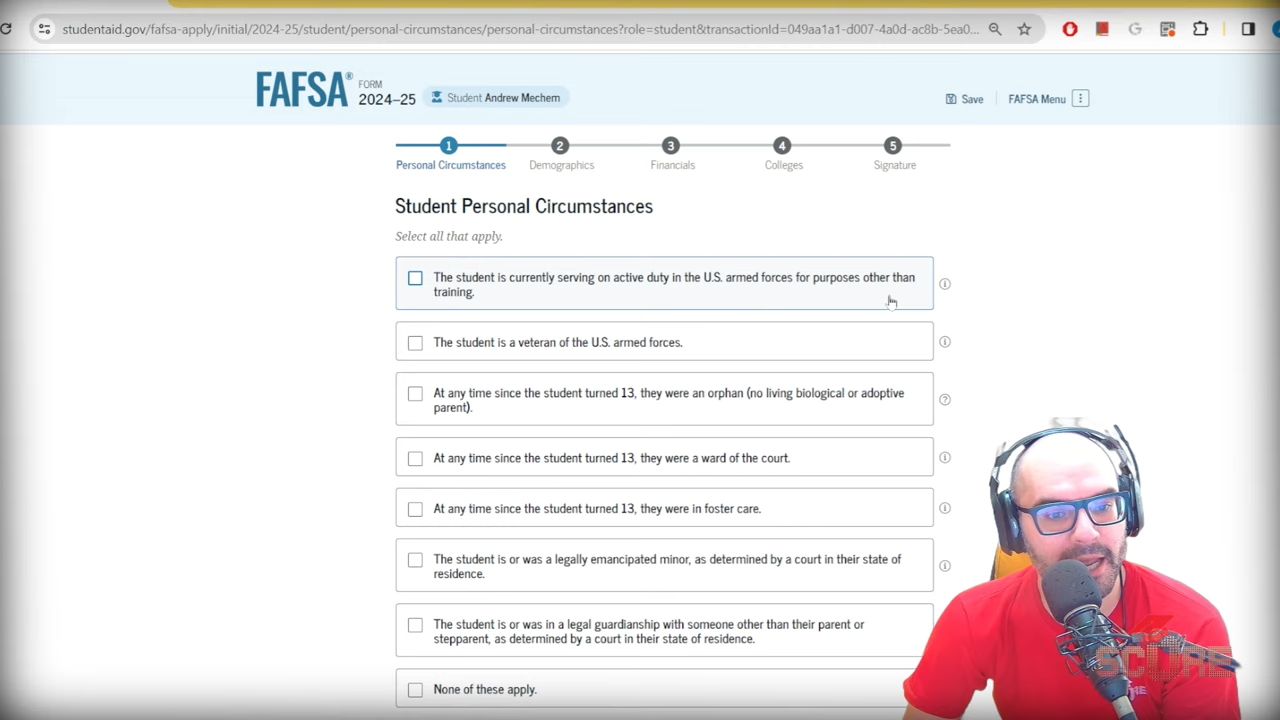 studentaid.gov/fafsa-apply/initial/2024-25/student/personal-circumstances/personal-circumstances?role=student&transactionId=049aa1a1-d007-4a0d-ac8b-5ea0...
FAFSA®
FORM
2024–25
Student Andrew Mechem
Save
FAFSA Menu
1
2
3
4
5
Personal Circumstances
Demographics
Financials
Colleges
Signature
Student Personal Circumstances
Select all that apply.
The student is currently serving on active duty in the U.S. armed forces for purposes other than
training.
The student is a veteran of the U.S. armed forces.
At any time since the student turned 13, they were an orphan (no living biological or adoptive
parent).
At any time since the student turned 13, they were a ward of the court.
At any time since the student turned 13, they were in foster care.
The student is or was a legally emancipated minor, as determined by a court in their state of
residence.
The student is or was in a legal guardianship with someone other than their parent or
stepparent, as determined by a court in their state of residence.
None of these apply.